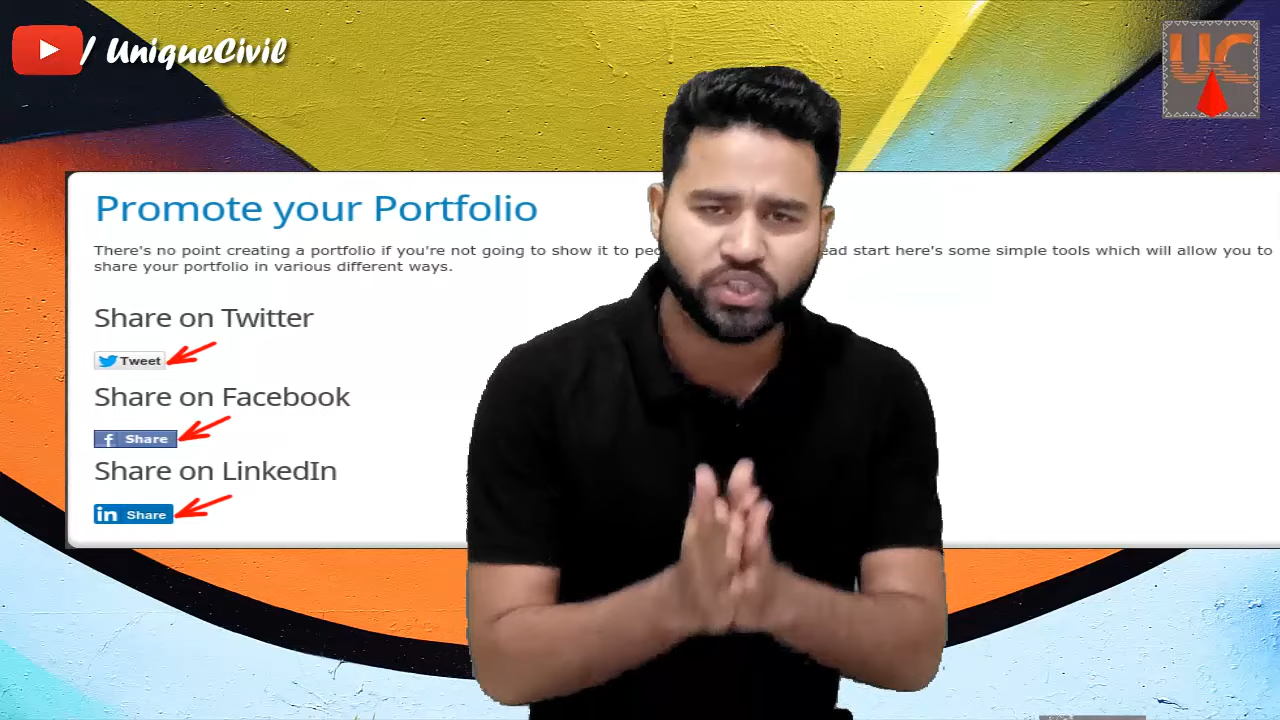 / UniqueCivil
UC
Promote your Portfolio
There's no point creating a portfolio if you're not going to show it to ead start here's some simple tools which will allow you to
share your portfolio in various different ways.
Share on Twitter
Tweet
Share on Facebook
f Share
Share on LinkedIn
in Share